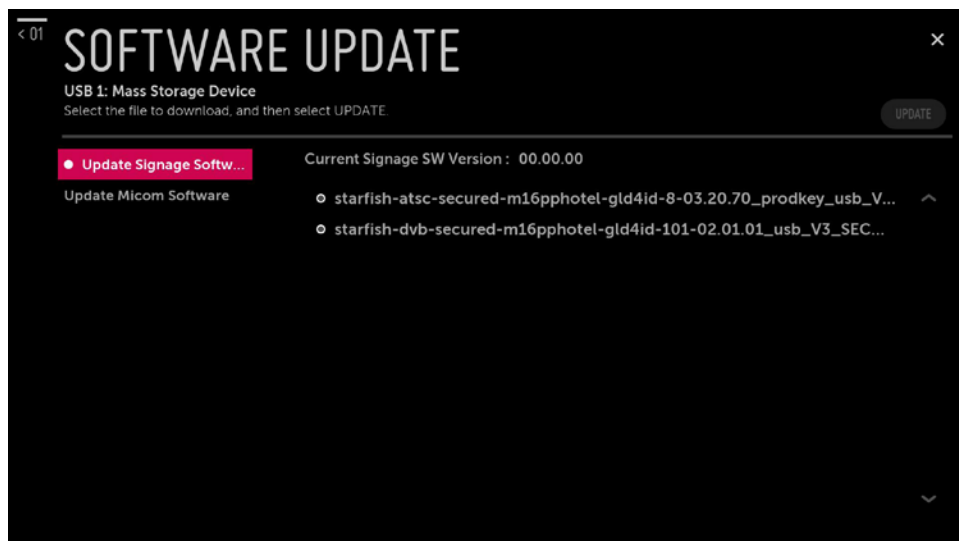 < 01
SOFTWARE UPDATE
USB 1: Mass Storage Device
Select the file to download, and then select UPDATE.
UPDATE
Update Signage Softw...
Current Signage SW Version : 00.00.00
Update Micom Software
starfish-atsc-secured-m16pphotel-gld4id-8-03.20.70_prodkey_usb_V...
starfish-dvb-secured-m16pphotel-gld4id-101-02.01.01_usb_V3_SEC...